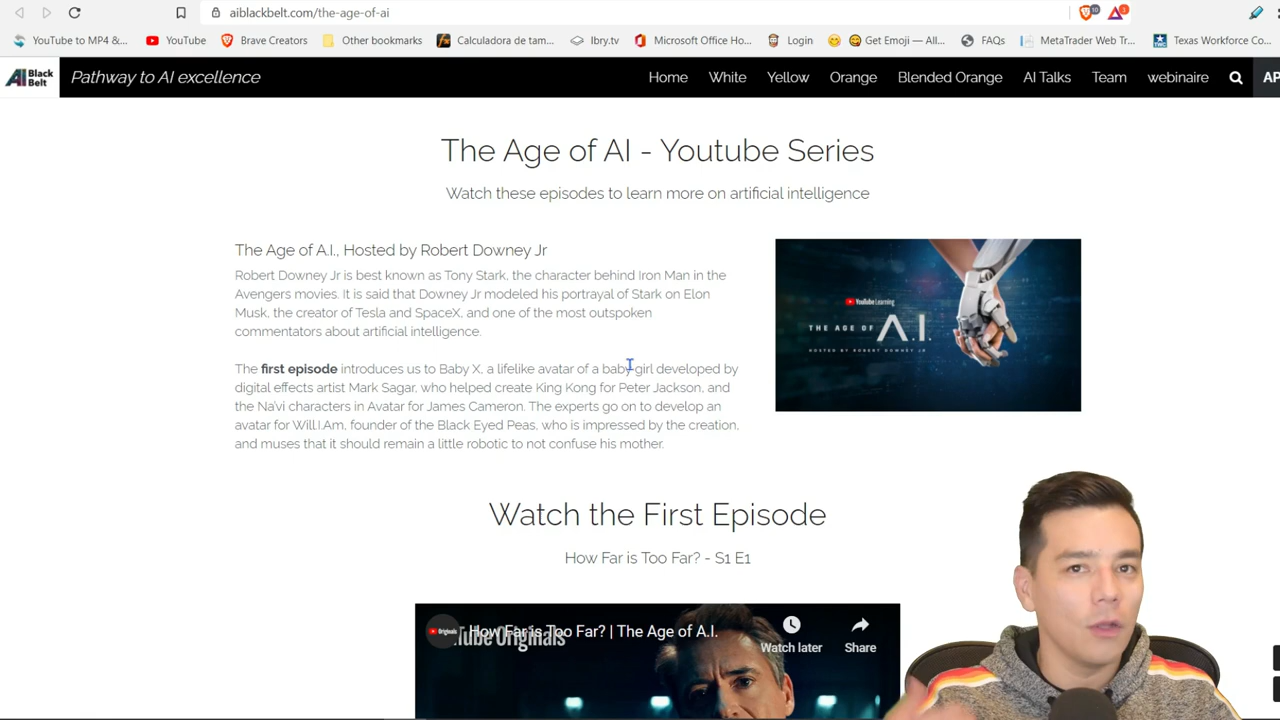 aiblackbelt.com/the-age-of-ai
10
3
YouTube to MP4 &...
YouTube
Brave Creators
Other bookmarks
Calculadora de tam...
lbry.tv
Microsoft Office Ho...
Login
Get Emoji — All...
FAQs
MetaTrader Web Tr...
Texas Workforce Co...
AI Black Belt
Pathway to AI excellence
Home
White
Yellow
Orange
Blended Orange
AI Talks
Team
webinaire
AP
The Age of AI - Youtube Series
Watch these episodes to learn more on artificial intelligence
The Age of A.I., Hosted by Robert Downey Jr
Robert Downey Jr is best known as Tony Stark, the character behind Iron Man in the
Avengers movies. It is said that Downey Jr modeled his portrayal of Stark on Elon
Musk, the creator of Tesla and SpaceX, and one of the most outspoken
commentators about artificial intelligence.
The first episode introduces us to Baby X, a lifelike avatar of a baby girl developed by
digital effects artist Mark Sagar, who helped create King Kong for Peter Jackson, and
the Na'vi characters in Avatar for James Cameron. The experts go on to develop an
avatar for Will.I.Am, founder of the Black Eyed Peas, who is impressed by the creation,
and muses that it should remain a little robotic to not confuse his mother.
YouTube Learning
THE AGE OF A.I.
HOSTED BY ROBERT DOWNEY JR
Watch the First Episode
How Far is Too Far? - S1 E1
Originals
How Far is Too Far? | The Age of A.I.
Tube Originals
Watch later
Share